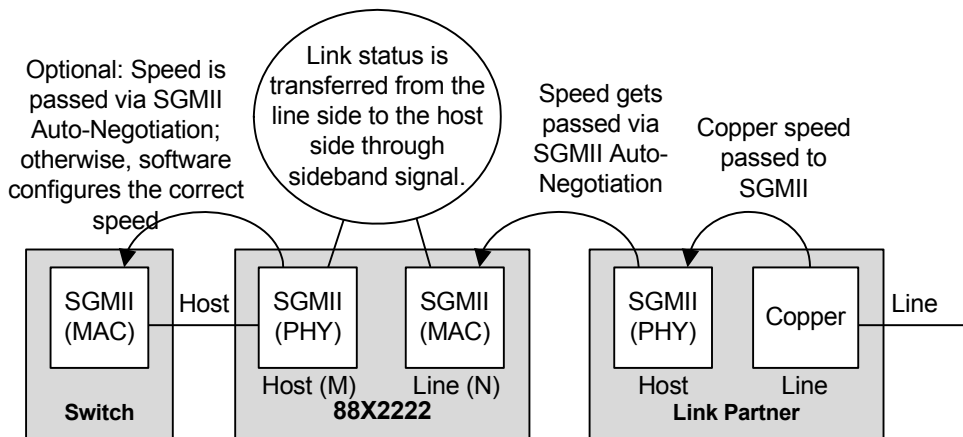 Optional: Speed is
passed via SGMII
Auto-Negotiation;
otherwise, software
configures the correct
speed
Link status is
transferred from the
line side to the host
side through
sideband signal.
Speed gets
passed via
SGMII Auto-
Negotiation
Copper speed
passed to
SGMII
SGMII
(MAC)
Host
SGMII
(PHY)
SGMII
(MAC)
SGMII
(PHY)
Copper
Line
Host (M)
Line (N)
Host
Line
Switch
88X2222
Link Partner